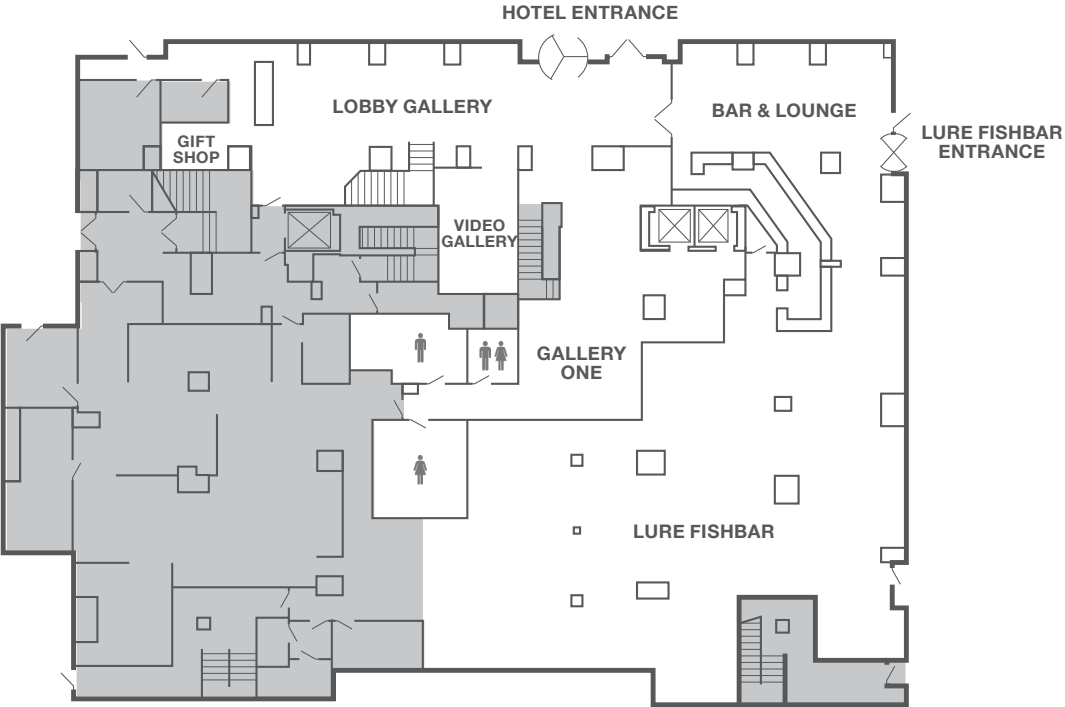 HOTEL ENTRANCE
LOBBY GALLERY
BAR & LOUNGE
LURE FISHBAR
ENTRANCE
GIFT
SHOP
VIDEO
GALLERY
GALLERY
ONE
LURE FISHBAR